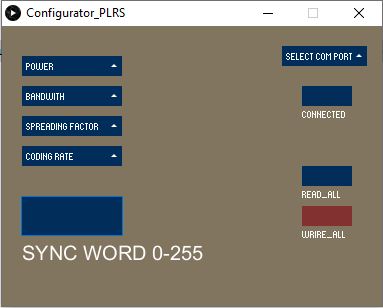 Configurator_PLRS
POWER
SELECT COM PORT
BANDWITH
CONNECTED
SPREADING FACTOR
CODING RATE
READ_ALL
WRIRE_ALL
SYNC WORD 0-255